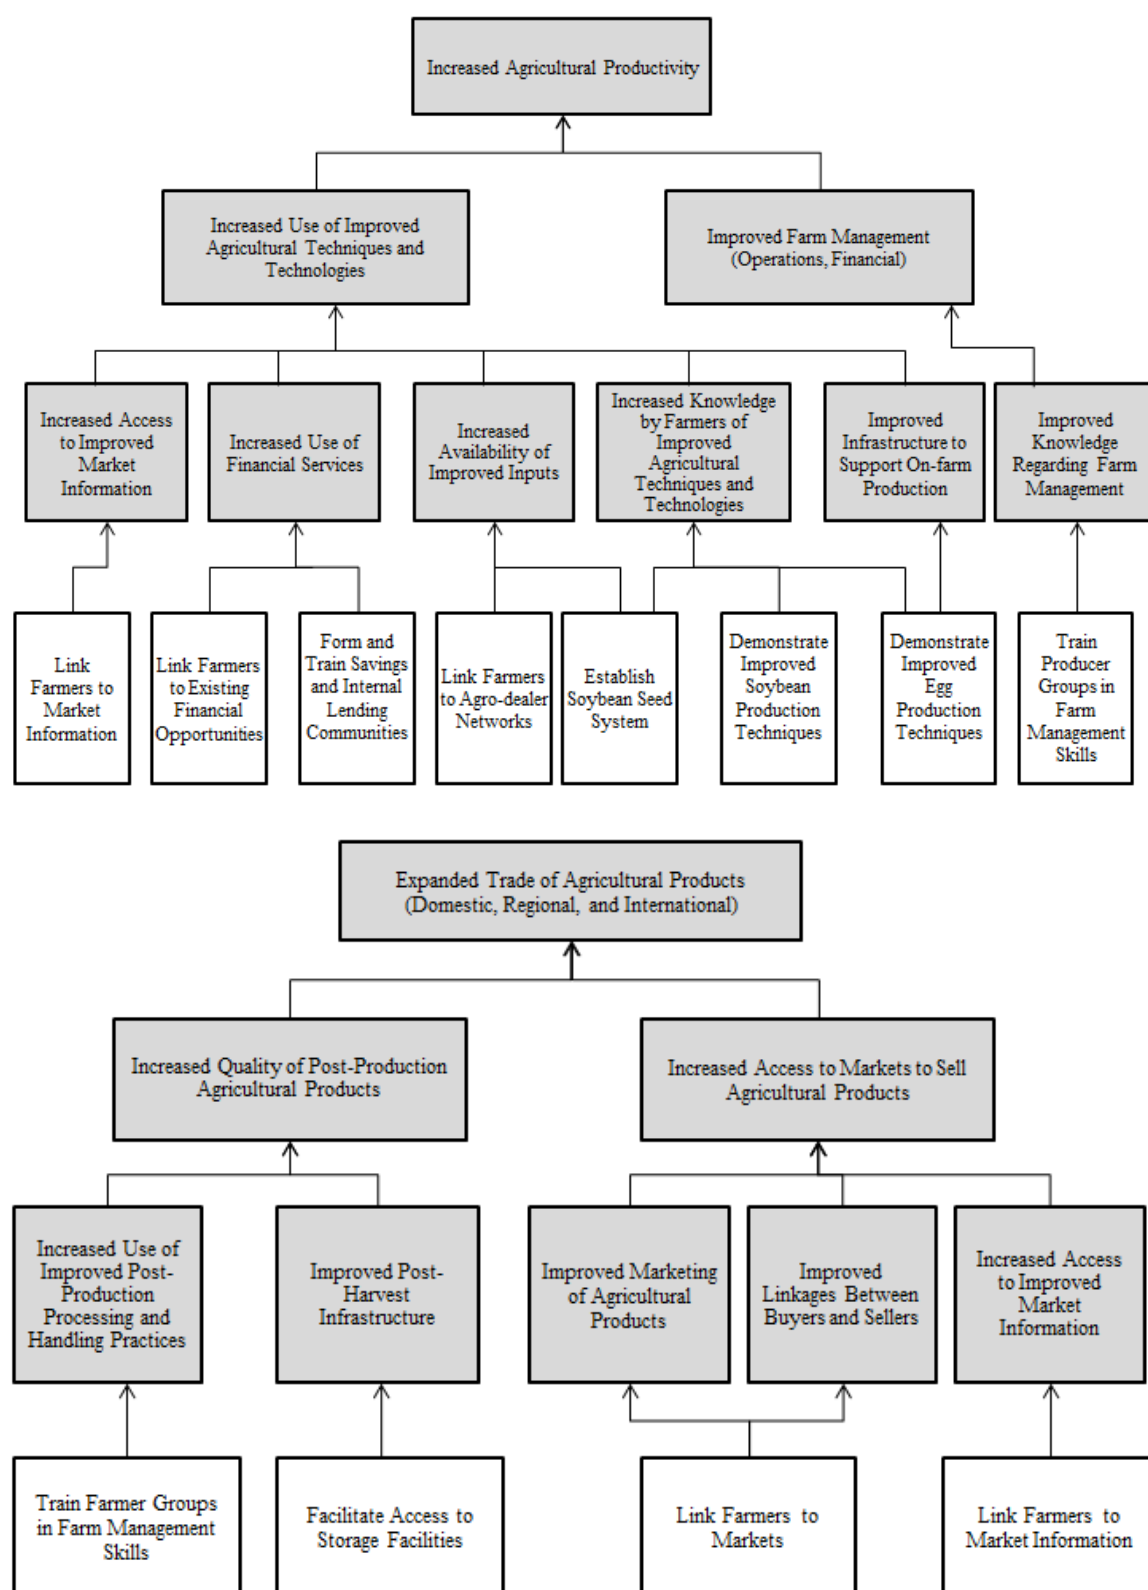 Increased Agricultural Productivity
Increased Use of Improved
Agricultural Techniques and
Technologies
Improved Farm Management
(Operations, Financial)
Increased Access
to Improved
Market
Information
Increased Use of
Financial Services
Increased
Availability of
Improved Inputs
Increased Knowledge
by Farmers of
Improved
Agricultural
Techniques and
Technologies
Improved
Infrastructure to
Support On-farm
Production
Improved
Knowledge
Regarding Farm
Management
Link
Farmers to
Market
Information
Link Farmers
to Existing
Financial
Opportunities
Form and
Train Savings
and Internal
Lending
Communities
Link Farmers
to Agro-dealer
Networks
Establish
Soybean Seed
System
Demonstrate
Improved
Soybean
Production
Techniques
Demonstrate
Improved
Egg
Production
Techniques
Train
Producer
Groups in
Farm
Management
Skills
Expanded Trade of Agricultural Products
(Domestic, Regional, and International)
Increased Quality of Post-Production
Agricultural Products
Increased Access to Markets to Sell
Agricultural Products
Increased Use of
Improved Post-
Production
Processing and
Handling Practices
Improved Post-
Harvest
Infrastructure
Improved Marketing
of Agricultural
Products
Improved
Linkages Between
Buyers and Sellers
Increased Access
to Improved
Market
Information
Train Farmer Groups
in Farm Management
Skills
Facilitate Access to
Storage Facilities
Link Farmers to
Markets
Link Farmers to
Market Information